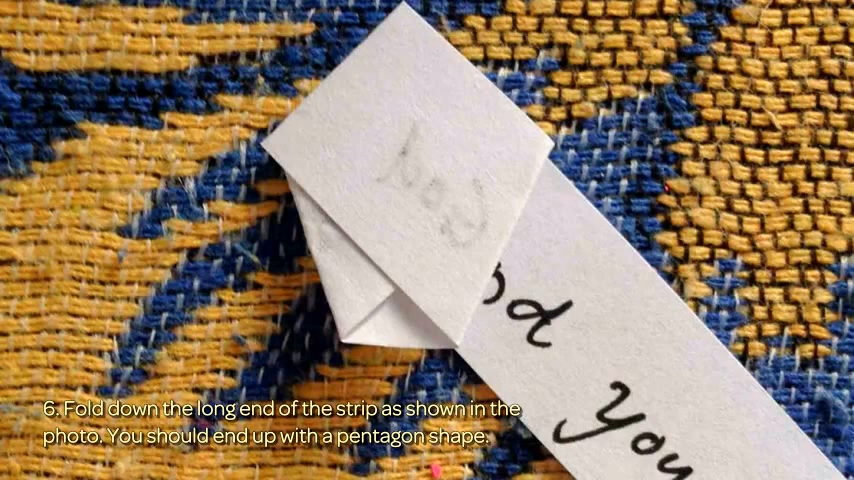 od
you
6. Fold down the long end of the strip as shown in the
photo. You should end up with a pentagon shape.